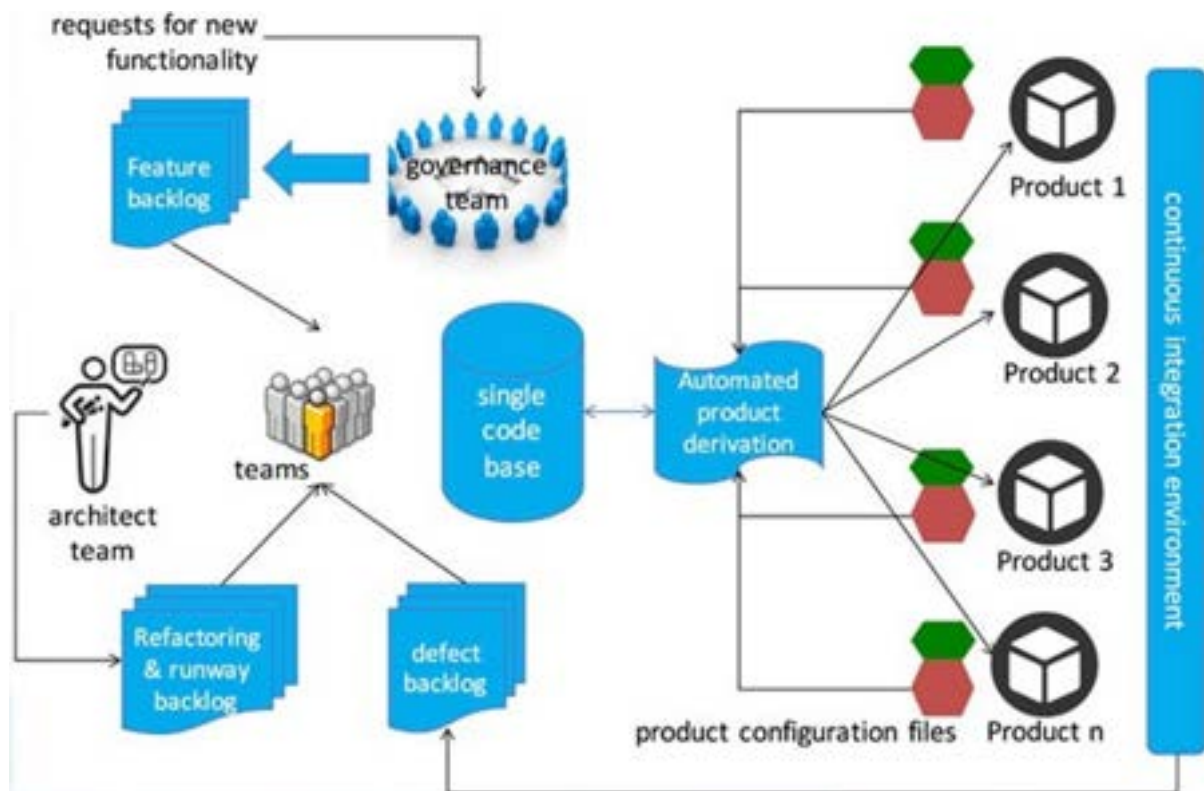 requests for new
functionality
Feature
backlog
governance
team
Product 1
Product 2
single
code
base
Automated
product
derivation
teams
architect
team
Product 3
Refactoring
& runway
backlog
defect
backlog
product configuration files
Product n
continuous integration environment